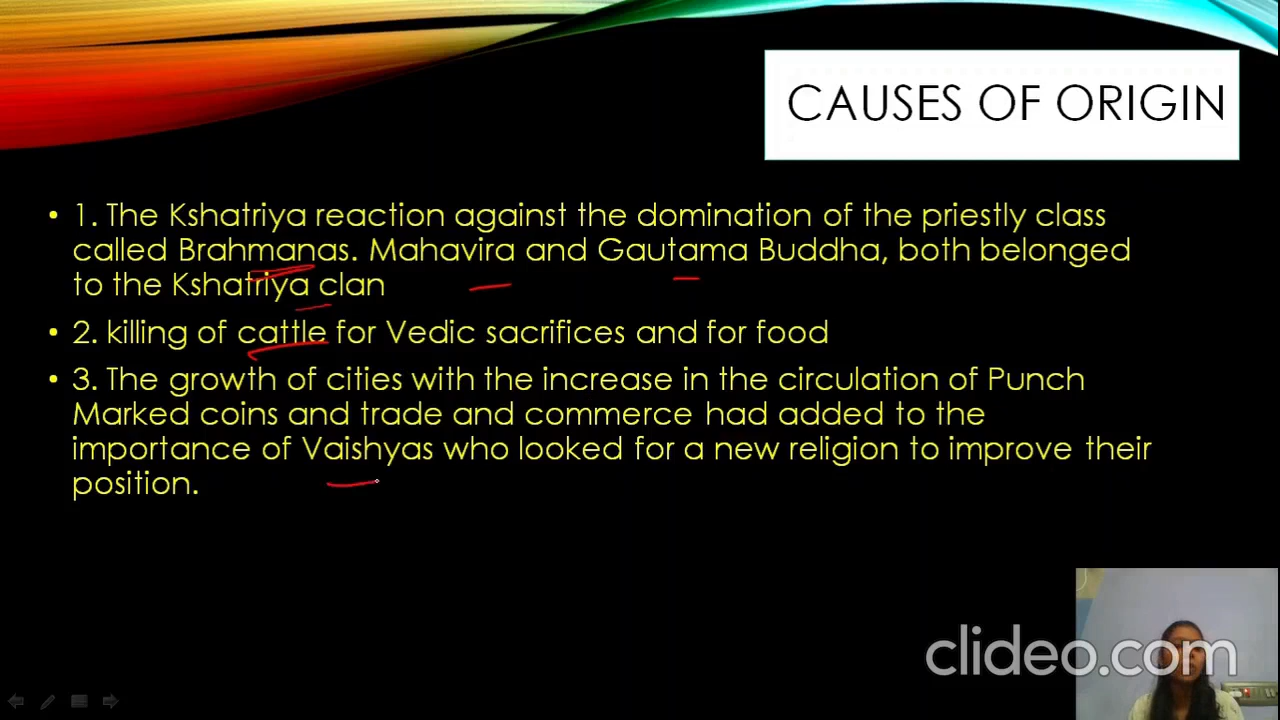 CAUSES OF ORIGIN
• 1. The Kshatriya reaction against the domination of the priestly class
called Brahmanas. Mahavira and Gautama Buddha, both belonged
to the Kshatriya clan
• 2. killing of cattle for Vedic sacrifices and for food
• 3. The growth of cities with the increase in the circulation of Punch
Marked coins and trade and commerce had added to the
importance of Vaishyas who looked for a new religion to improve their
position.
clideo.com